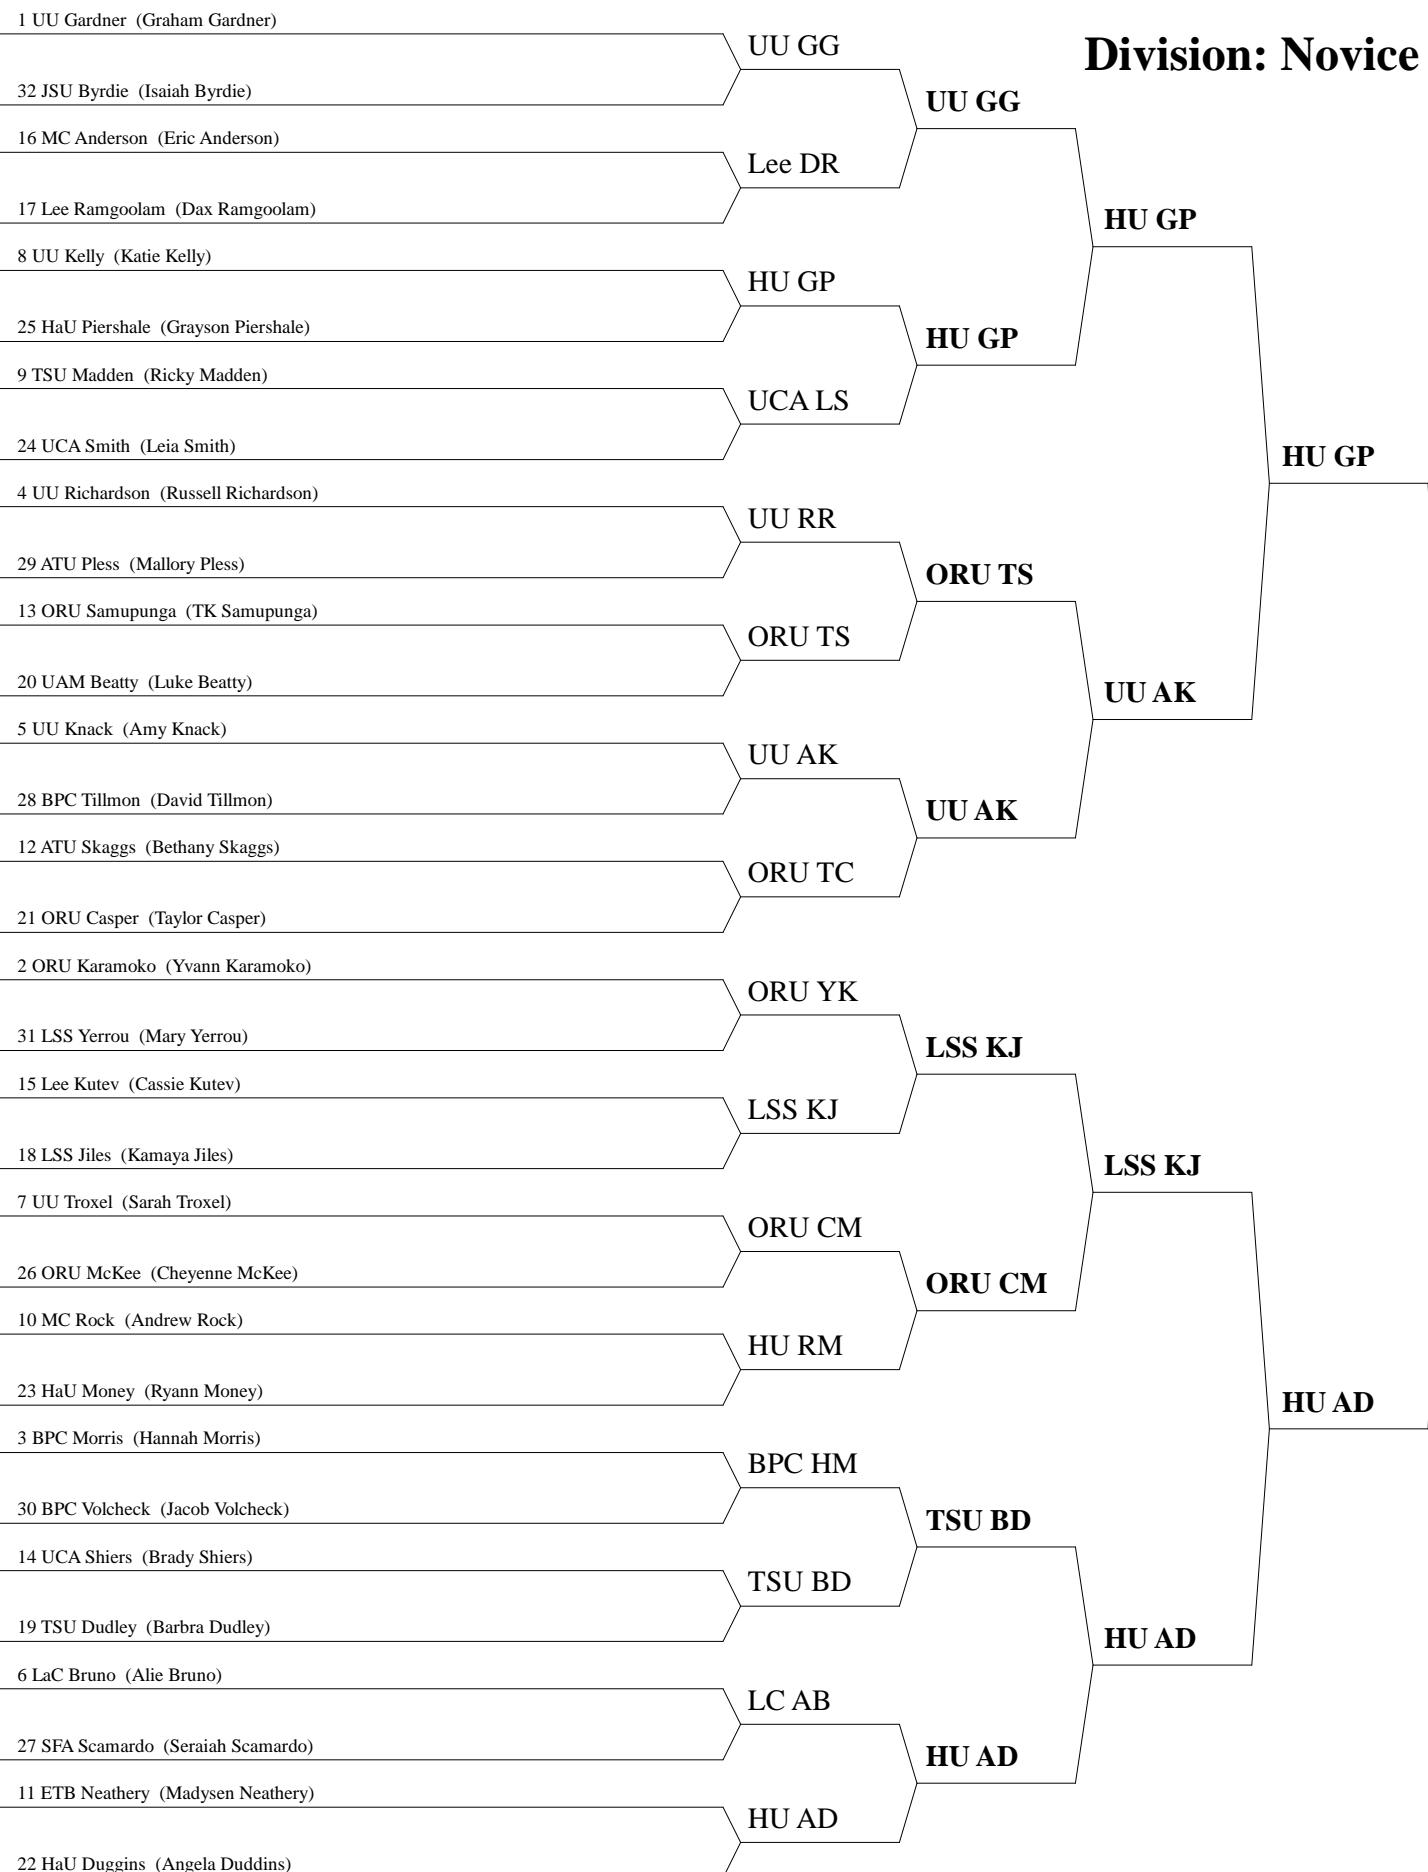 1 UU Gardner (Graham Gardner)
UU GG
Division: Novice
32 JSU Byrdie (Isaiah Byrdie)
UU GG
16 MC Anderson (Eric Anderson)
Lee DR
17 Lee Ramgoolam (Dax Ramgoolam)
HU GP
8 UU Kelly (Katie Kelly)
HU GP
25 HaU Piershale (Grayson Piershale)
HU GP
9 TSU Madden (Ricky Madden)
UCA LS
24 UCA Smith (Leia Smith)
HU GP
4 UU Richardson (Russell Richardson)
UU RR
29 ATU Pless (Mallory Pless)
ORU TS
13 ORU Samupunga (TK Samupunga)
ORU TS
20 UAM Beatty (Luke Beatty)
UU AK
5 UU Knack (Amy Knack)
UU AK
28 BPC Tillmon (David Tillmon)
UU AK
12 ATU Skaggs (Bethany Skaggs)
ORU TC
21 ORU Casper (Taylor Casper)
2 ORU Karamoko (Yvann Karamoko)
ORU YK
31 LSS Yerrou (Mary Yerrou)
LSS KJ
15 Lee Kutev (Cassie Kutev)
LSS KJ
18 LSS Jiles (Kamaya Jiles)
LSS KJ
7 UU Troxel (Sarah Troxel)
ORU CM
26 ORU McKee (Cheyenne McKee)
ORU CM
10 MC Rock (Andrew Rock)
HU RM
23 HaU Money (Ryann Money)
HU AD
3 BPC Morris (Hannah Morris)
BPC HM
30 BPC Volcheck (Jacob Volcheck)
TSU BD
14 UCA Shiers (Brady Shiers)
TSU BD
19 TSU Dudley (Barbra Dudley)
HU AD
6 LaC Bruno (Alie Bruno)
LC AB
27 SFA Scamardo (Seraiah Scamardo)
HU AD
11 ETB Neathery (Madysen Neathery)
HU AD
22 HaU Duggins (Angela Duddins)